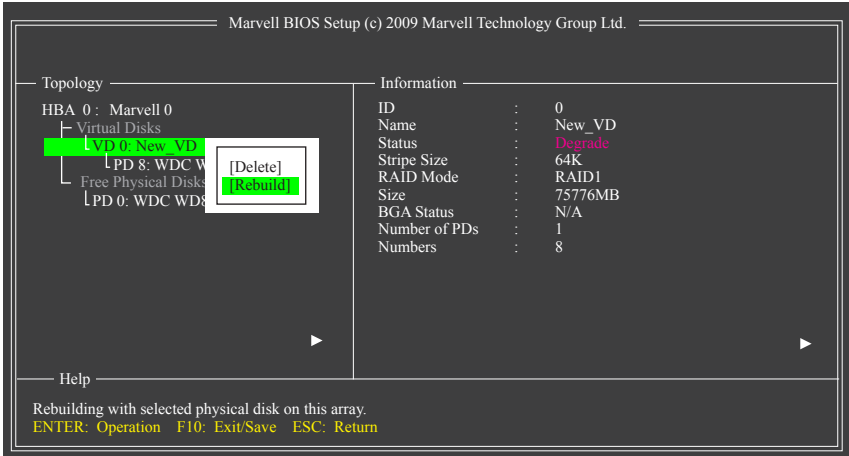 Marvell BIOS Setup (c) 2009 Marvell Technology Group Ltd.
Topology
HBA 0 : Marvell 0
Virtual Disks
VD 0: New_VD
PD 8: WDC
Free Physical Disks
PD 0: WDC
[Delete]
[Rebuild]
Information
ID : 0
Name : New_VD
Status : Degrade
Stripe Size : 64K
RAID Mode : RAID1
Size : 75776MB
BGA Status : N/A
Number of PDs : 1
Numbers : 8
Help
Rebuilding with selected physical disk on this array.
ENTER: Operation F10: Exit/Save ESC: Return